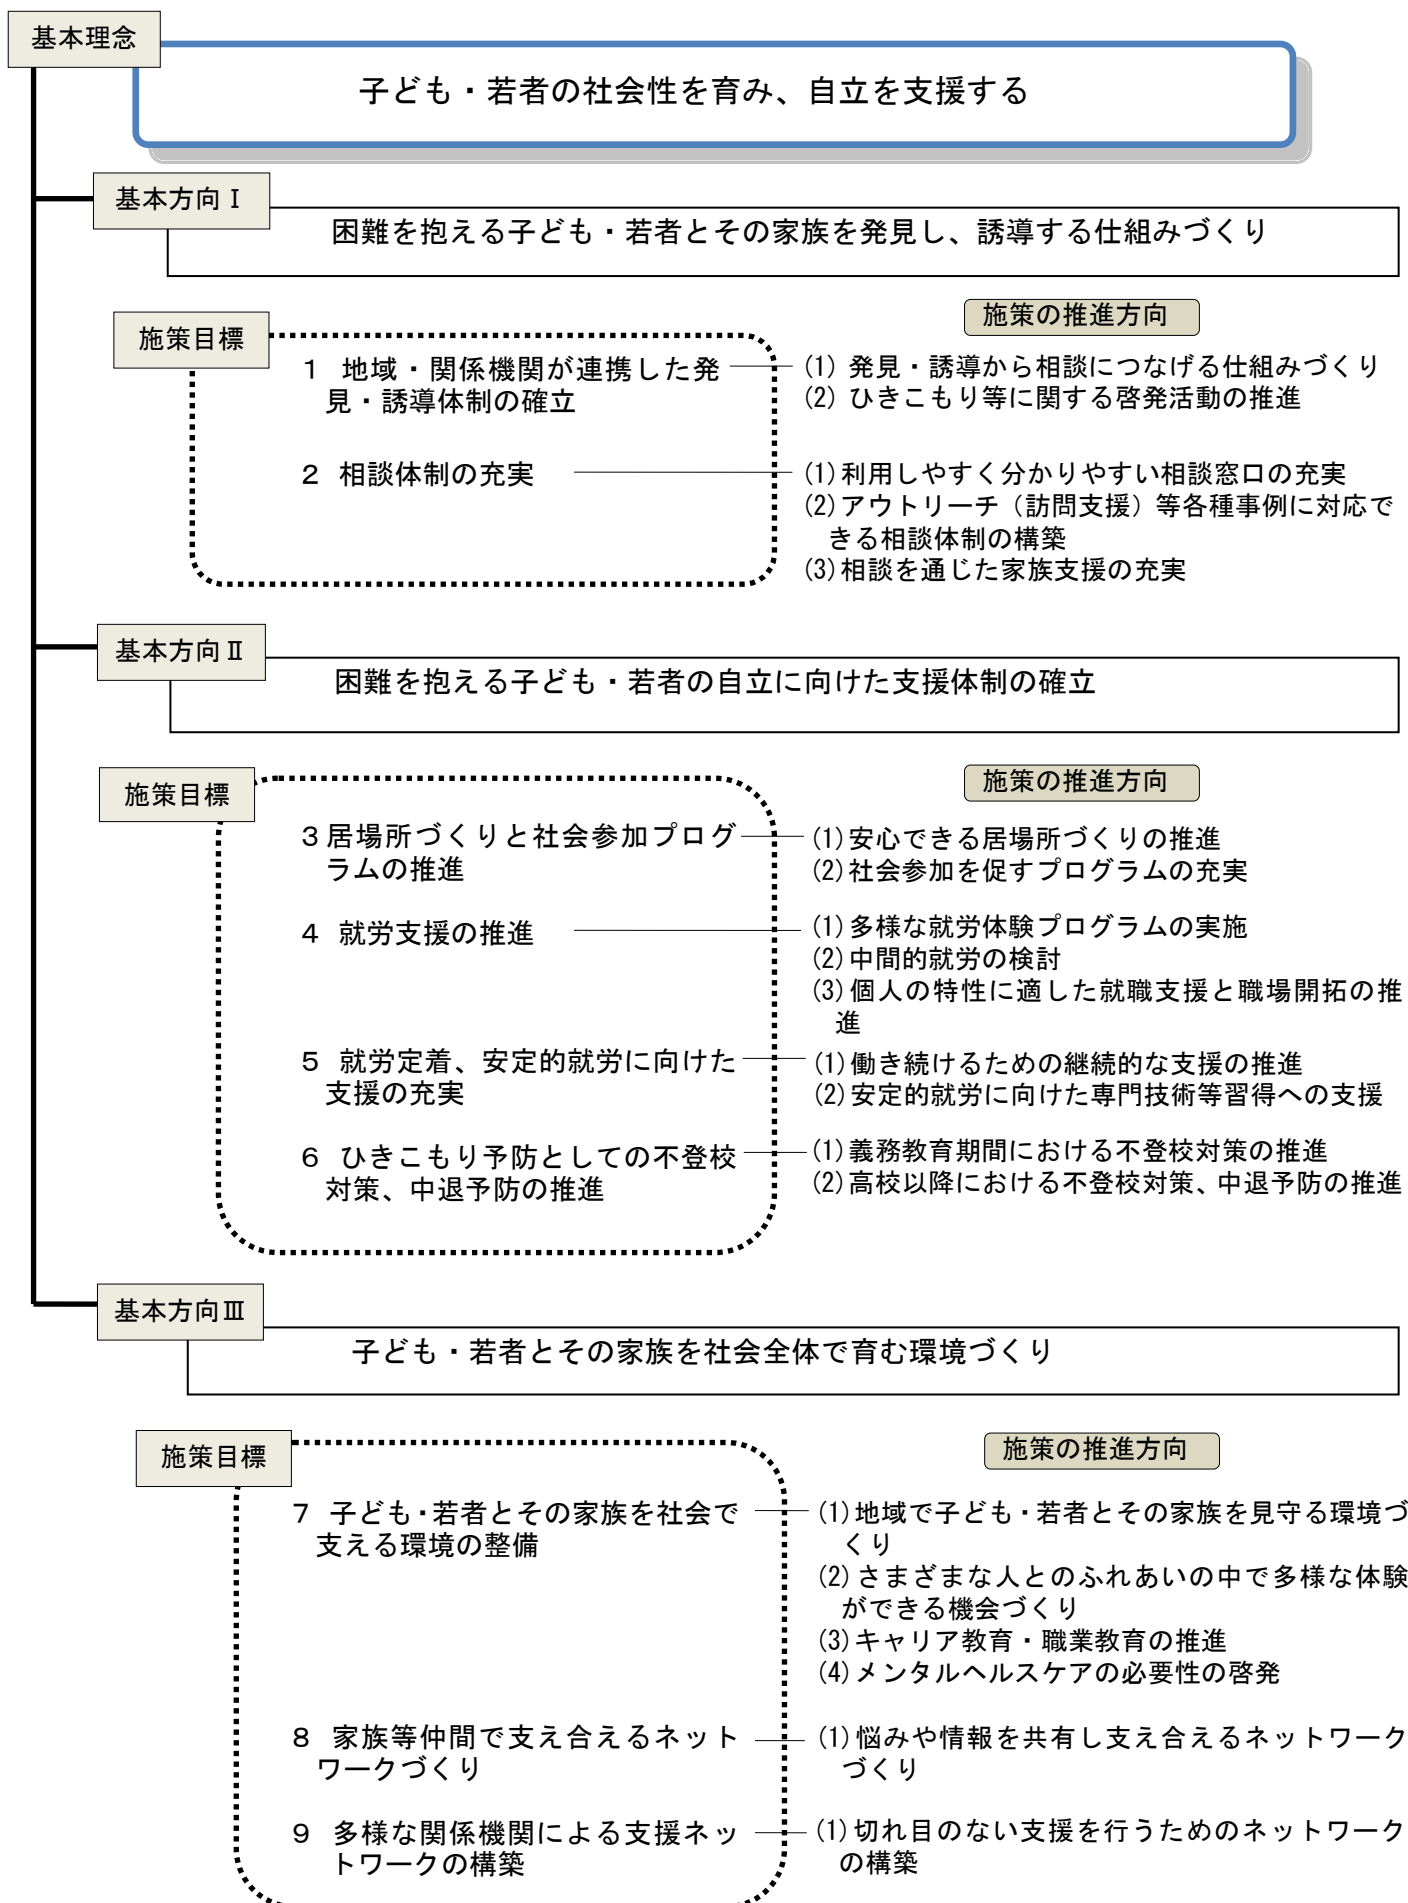 基本理念
子ども・若者の社会性を育み、自立を支援する
基本方向Ⅰ
困難を抱える子ども・若者とその家族を発見し、誘導する仕組みづくり
施策目標
施策の推進方向
1 地域・関係機関が連携した発
見・誘導体制の確立
(1) 発見・誘導から相談につなげる仕組みづくり
(2) ひきこもり等に関する啓発活動の推進
2 相談体制の充実
(1)利用しやすく分かりやすい相談窓口の充実
(2)アウトリーチ（訪問支援）等各種事例に対応で
きる相談体制の構築
(3)相談を通じた家族支援の充実
基本方向Ⅱ
困難を抱える子ども・若者の自立に向けた支援体制の確立
施策目標
施策の推進方向
3居場所づくりと社会参加プログ
ラムの推進
(1)安心できる居場所づくりの推進
(2)社会参加を促すプログラムの充実
4 就労支援の推進
(1)多様な就労体験プログラムの実施
(2)中間的就労の検討
(3)個人の特性に適した就職支援と職場開拓の推
進
5 就労定着、安定的就労に向けた
支援の充実
(1)働き続けるための継続的な支援の推進
(2)安定的就労に向けた専門技術等習得への支援
6 ひきこもり予防としての不登校
対策、中退予防の推進
(1)義務教育期間における不登校対策の推進
(2)高校以降における不登校対策、中退予防の推進
基本方向Ⅲ
子ども・若者とその家族を社会全体で育む環境づくり
施策目標
施策の推進方向
7 子ども・若者とその家族を社会で
支える環境の整備
(1)地域で子ども・若者とその家族を見守る環境づ
くり
(2)さまざまな人とのふれあいの中で多様な体験
ができる機会づくり
(3)キャリア教育・職業教育の推進
(4)メンタルヘルスケアの必要性の啓発
8 家族等仲間で支え合えるネット
ワークづくり
(1)悩みや情報を共有し支え合えるネットワーク
づくり
9 多様な関係機関による支援ネッ
トワークの構築
(1)切れ目のない支援を行うためのネットワーク
の構築